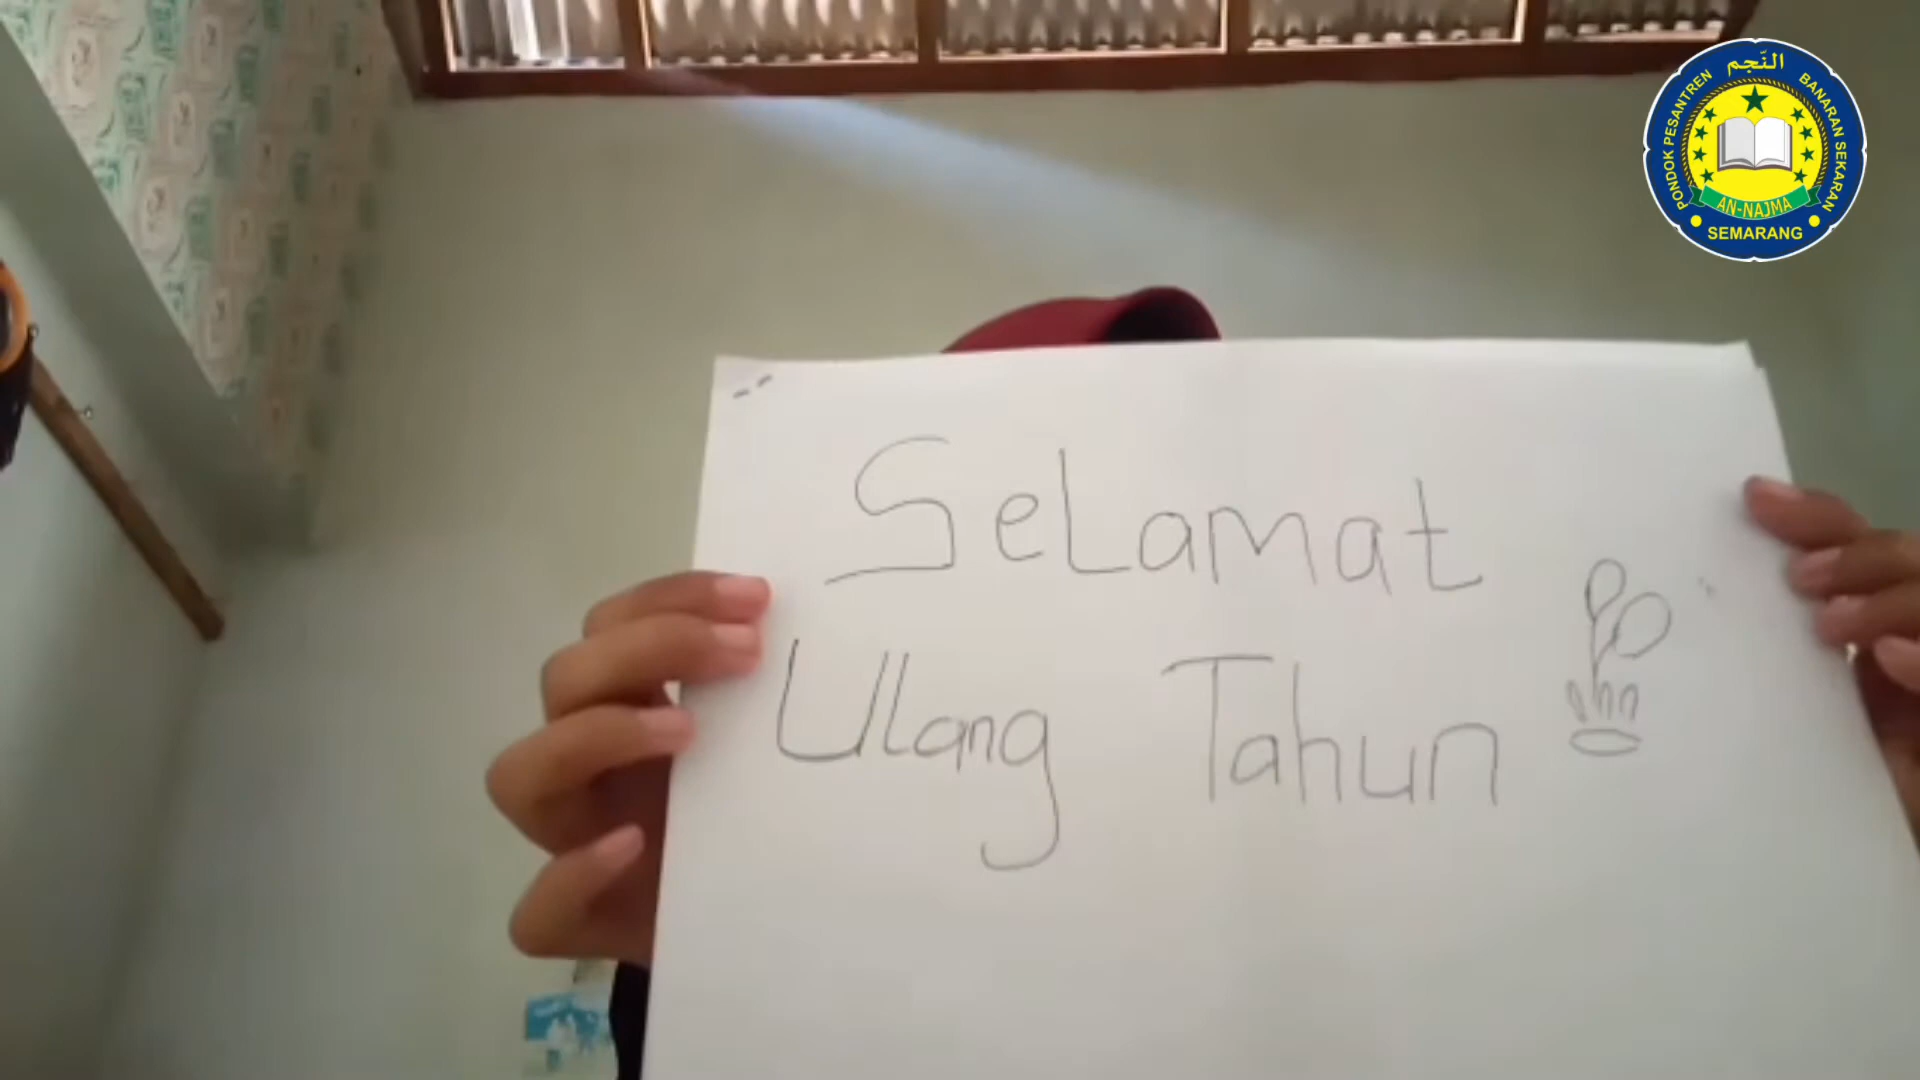 النّجم
PONDOK PESANTREN
BANARAN SEKARAN
AN-NAJMA
SEMARANG
SeLamat
Ulang Tahun